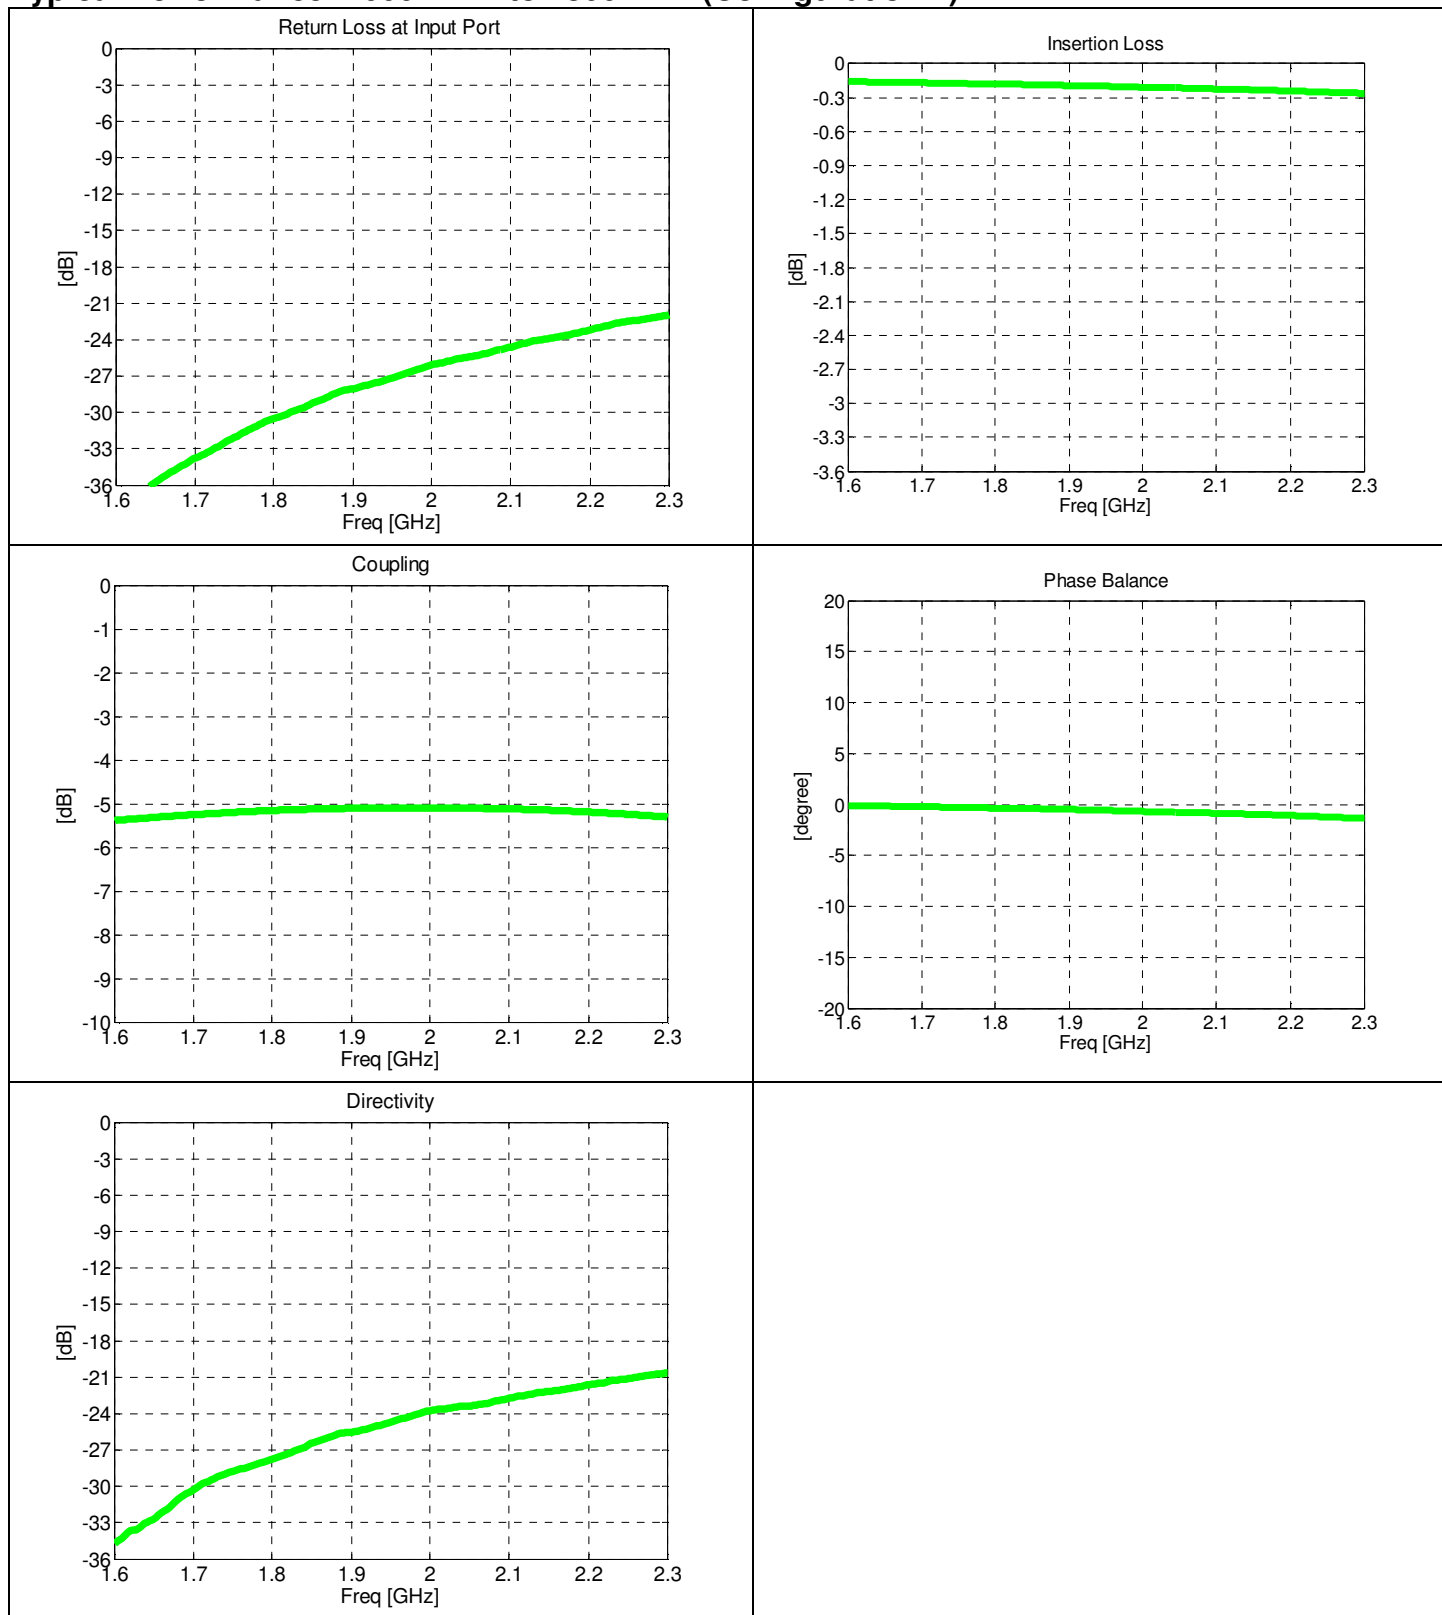 Return Loss at Input Port
0
-3
-6
-9
-12
-15
-18
-21
-24
-27
-30
-33
-36
[dB]
1.6 1.7 1.8 1.9 2 2.1 2.2 2.3
Freq [GHz]
Insertion Loss
0
-0.3
-0.6
-0.9
-1.2
-1.5
-1.8
-2.1
-2.4
-2.7
-3
-3.3
-3.6
[dB]
1.6 1.7 1.8 1.9 2 2.1 2.2 2.3
Freq [GHz]
Coupling
0
-1
-2
-3
-4
-5
-6
-7
-8
-9
-10
[dB]
1.6 1.7 1.8 1.9 2 2.1 2.2 2.3
Freq [GHz]
Phase Balance
20
15
10
5
0
-5
-10
-15
-20
[degree]
1.6 1.7 1.8 1.9 2 2.1 2.2 2.3
Freq [GHz]
Directivity
0
-3
-6
-9
-12
-15
-18
-21
-24
-27
-30
-33
-36
[dB]
1.6 1.7 1.8 1.9 2 2.1 2.2 2.3
Freq [GHz]